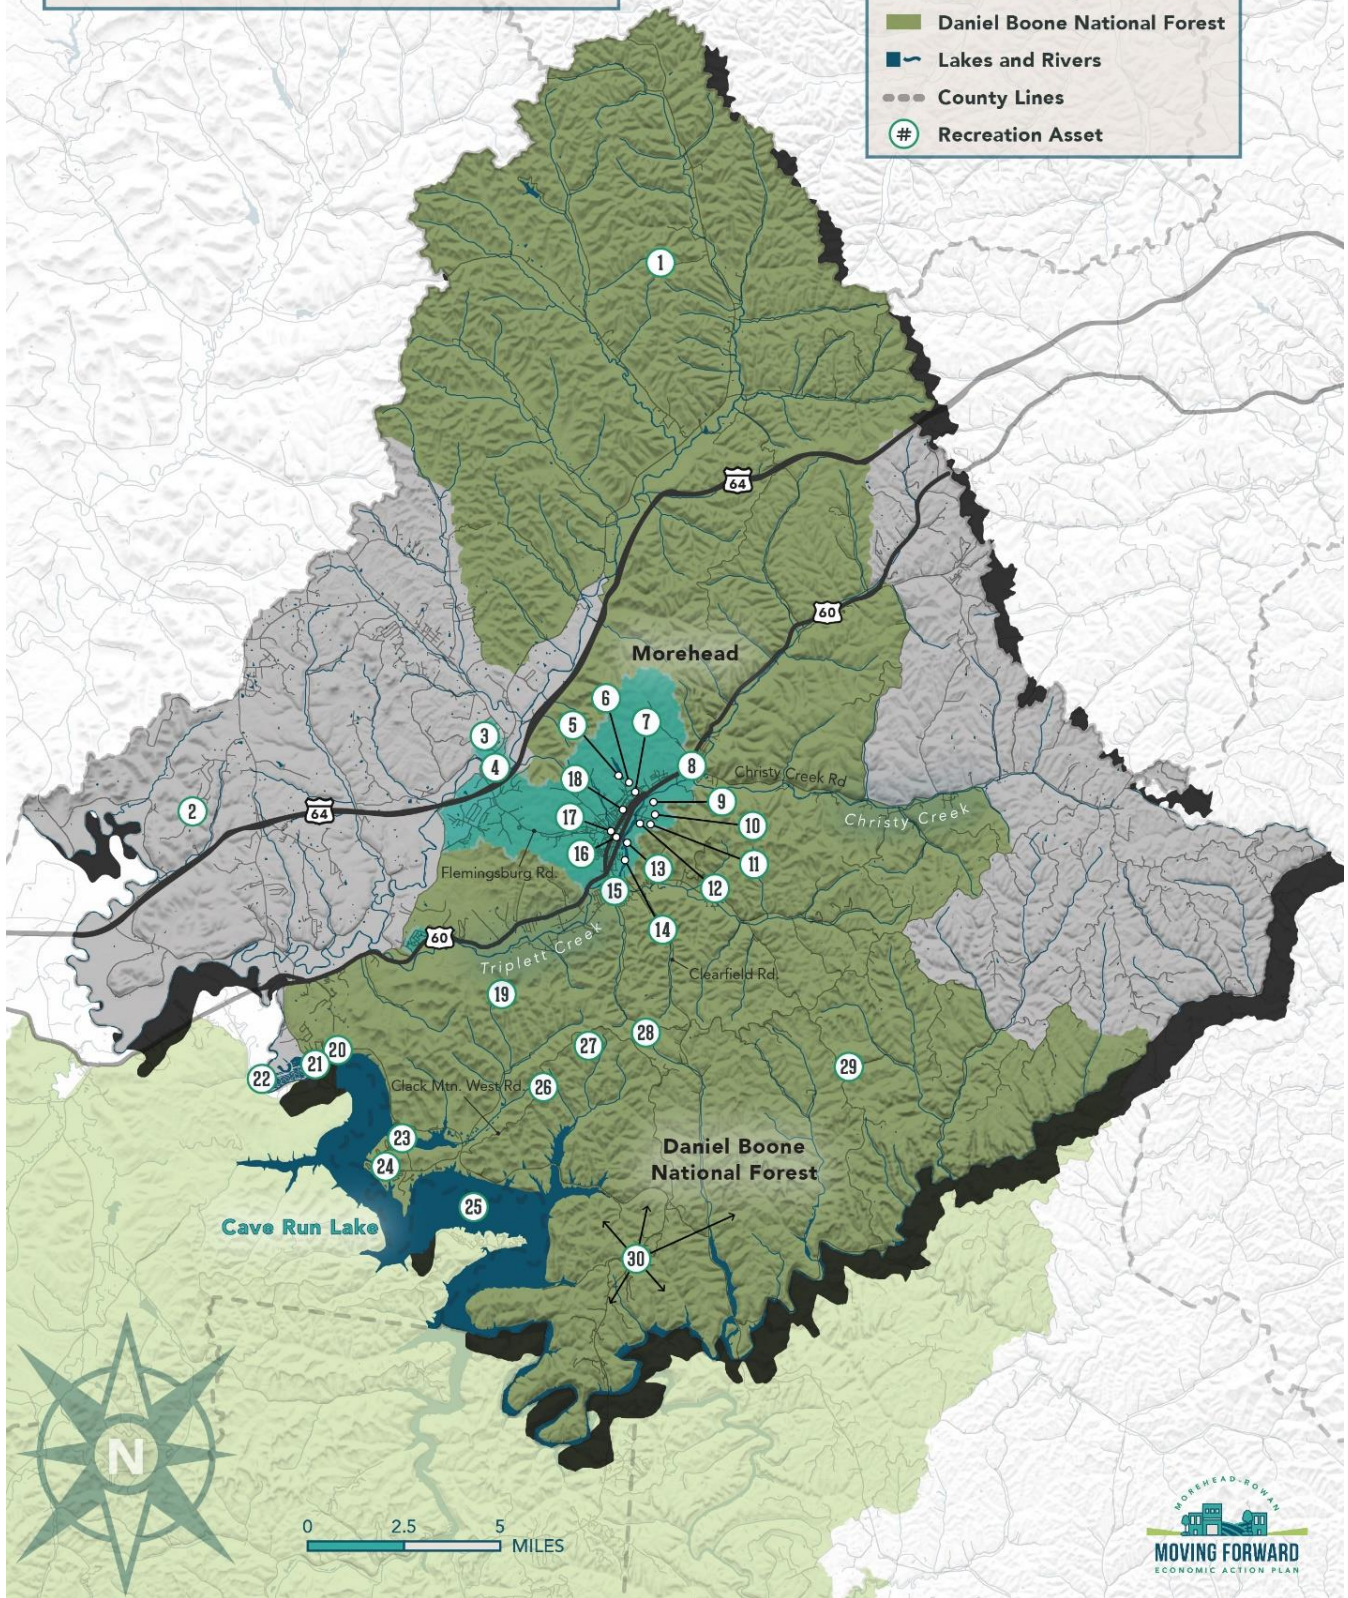 Daniel Boone National Forest
Lakes and Rivers
County Lines
# Recreation Asset
1
64
60
Morehead
6
5
7
3
4
18
8
Christy Creek Rd
2
64
17
9
Christy Creek
10
16
Flemingsburg Rd.
13
11
15
12
14
60
Triplett Creek
Clearfield Rd.
19
28
27
20
21
22
29
Clack Mtn. West Rd.
26
23
24
Daniel Boone
National Forest
25
Cave Run Lake
30
N
0 2.5 5
MILES
MOREHEAD-ROWAN
MOVING FORWARD
ECONOMIC ACTION PLAN